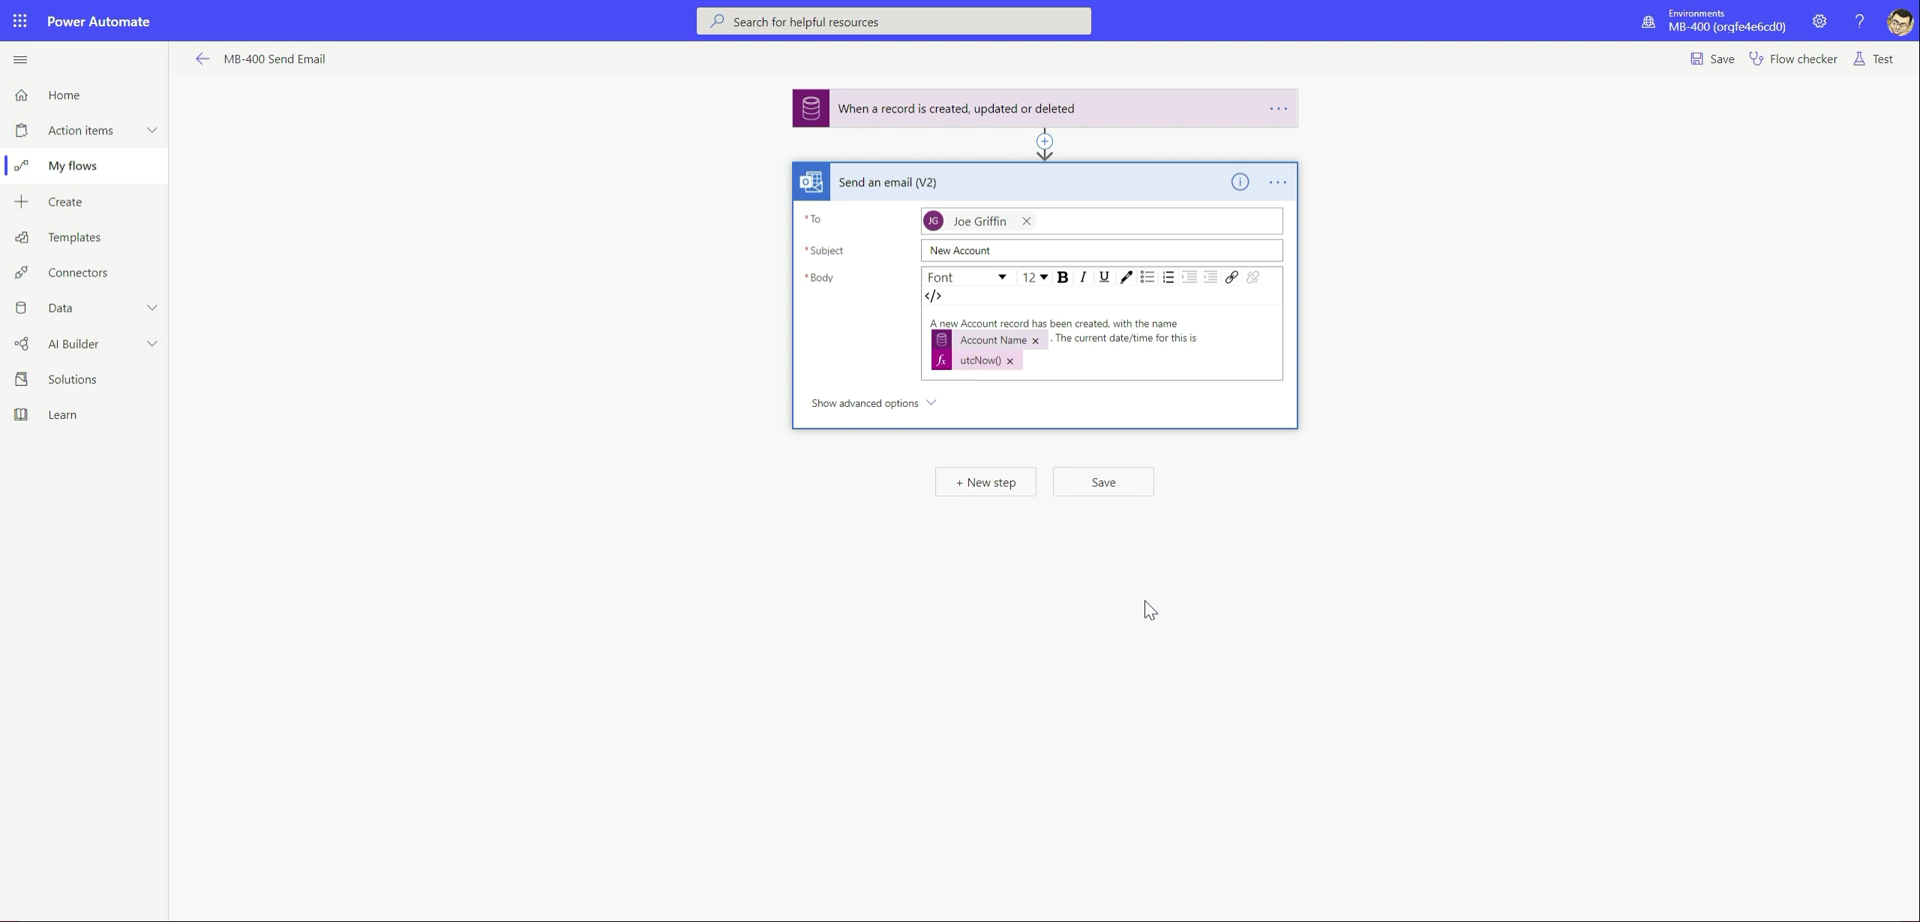 Power Automate
Search for helpful resources
Environments
MB-400 (orgfe4e6cd0)
?
MB-400 Send Email
Save
Flow checker
Test
Home
Action items
My flows
Create
Templates
Connectors
Data
AI Builder
Solutions
Learn
When a record is created, updated or deleted
Send an email (V2)
* To
JG Joe Griffin
* Subject
New Account
* Body
Font 12 B I U
</>
A new Account record has been created, with the name
Account Name × . The current date/time for this is
fx utcNow() ×
Show advanced options
+ New step
Save